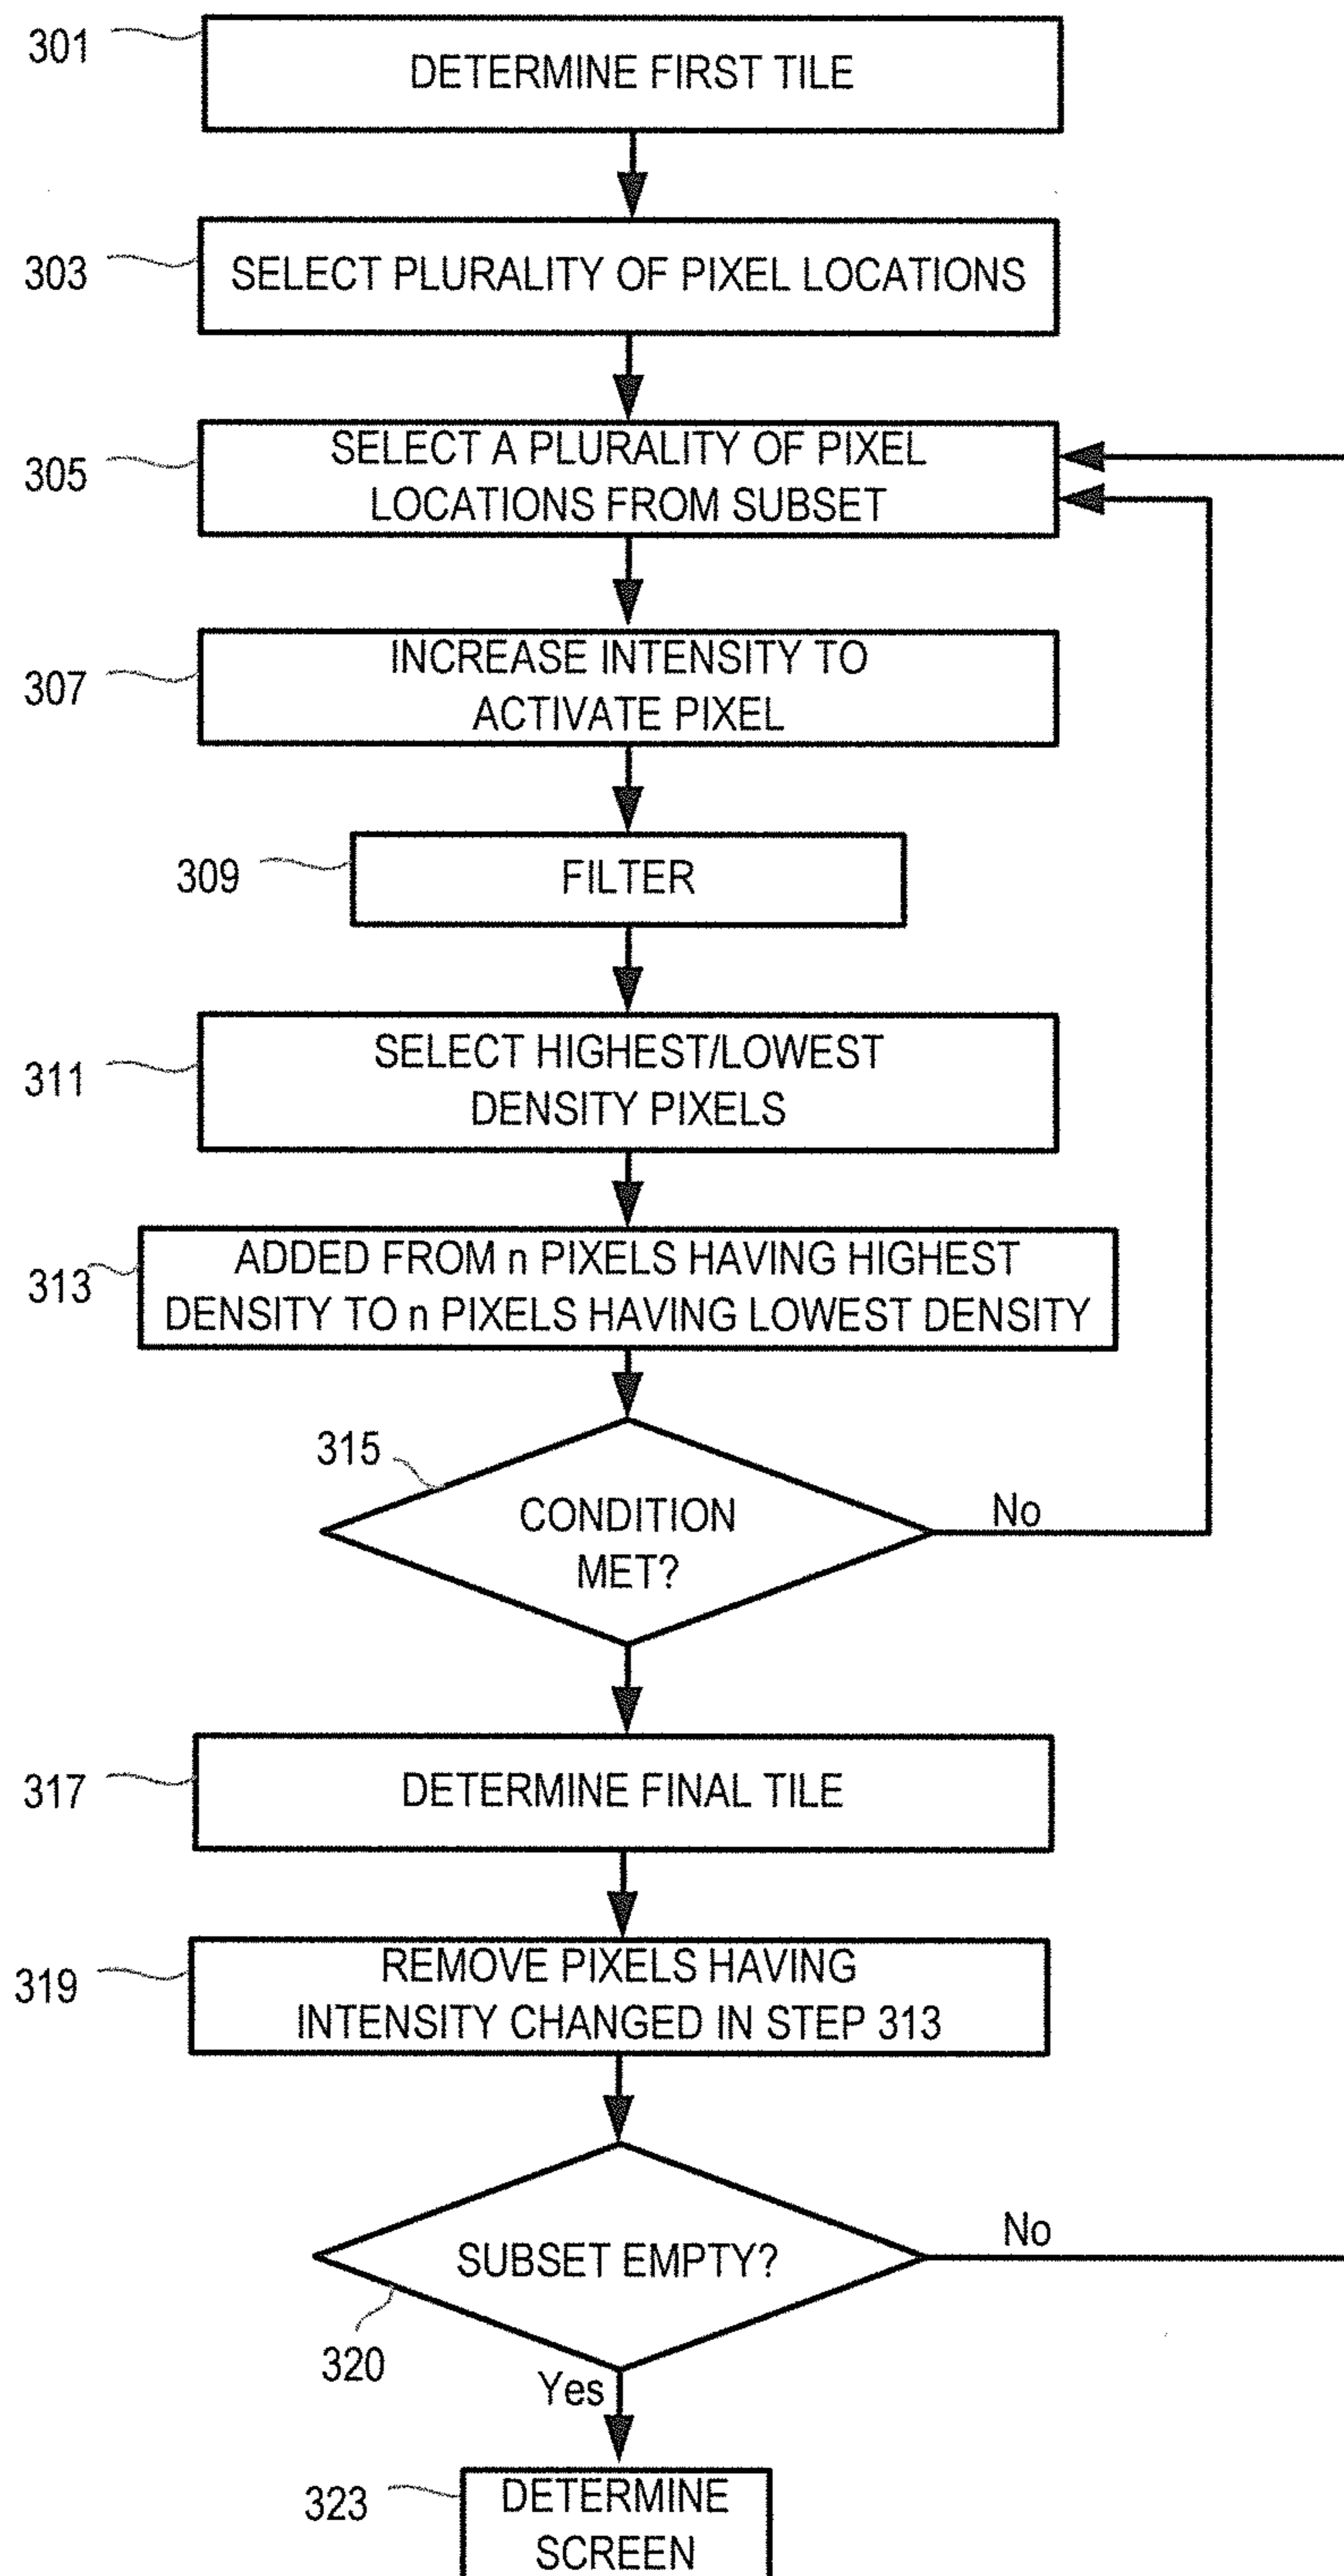 301
DETERMINE FIRST TILE
303
SELECT PLURALITY OF PIXEL LOCATIONS
305
SELECT A PLURALITY OF PIXEL
LOCATIONS FROM SUBSET
307
INCREASE INTENSITY TO
ACTIVATE PIXEL
309
FILTER
311
SELECT HIGHEST/LOWEST
DENSITY PIXELS
313
ADDED FROM n PIXELS HAVING HIGHEST
DENSITY TO n PIXELS HAVING LOWEST DENSITY
315
CONDITION
MET?
No
317
DETERMINE FINAL TILE
319
REMOVE PIXELS HAVING
INTENSITY CHANGED IN STEP 313
SUBSET EMPTY?
No
320
Yes
323
DETERMINE
SCREEN